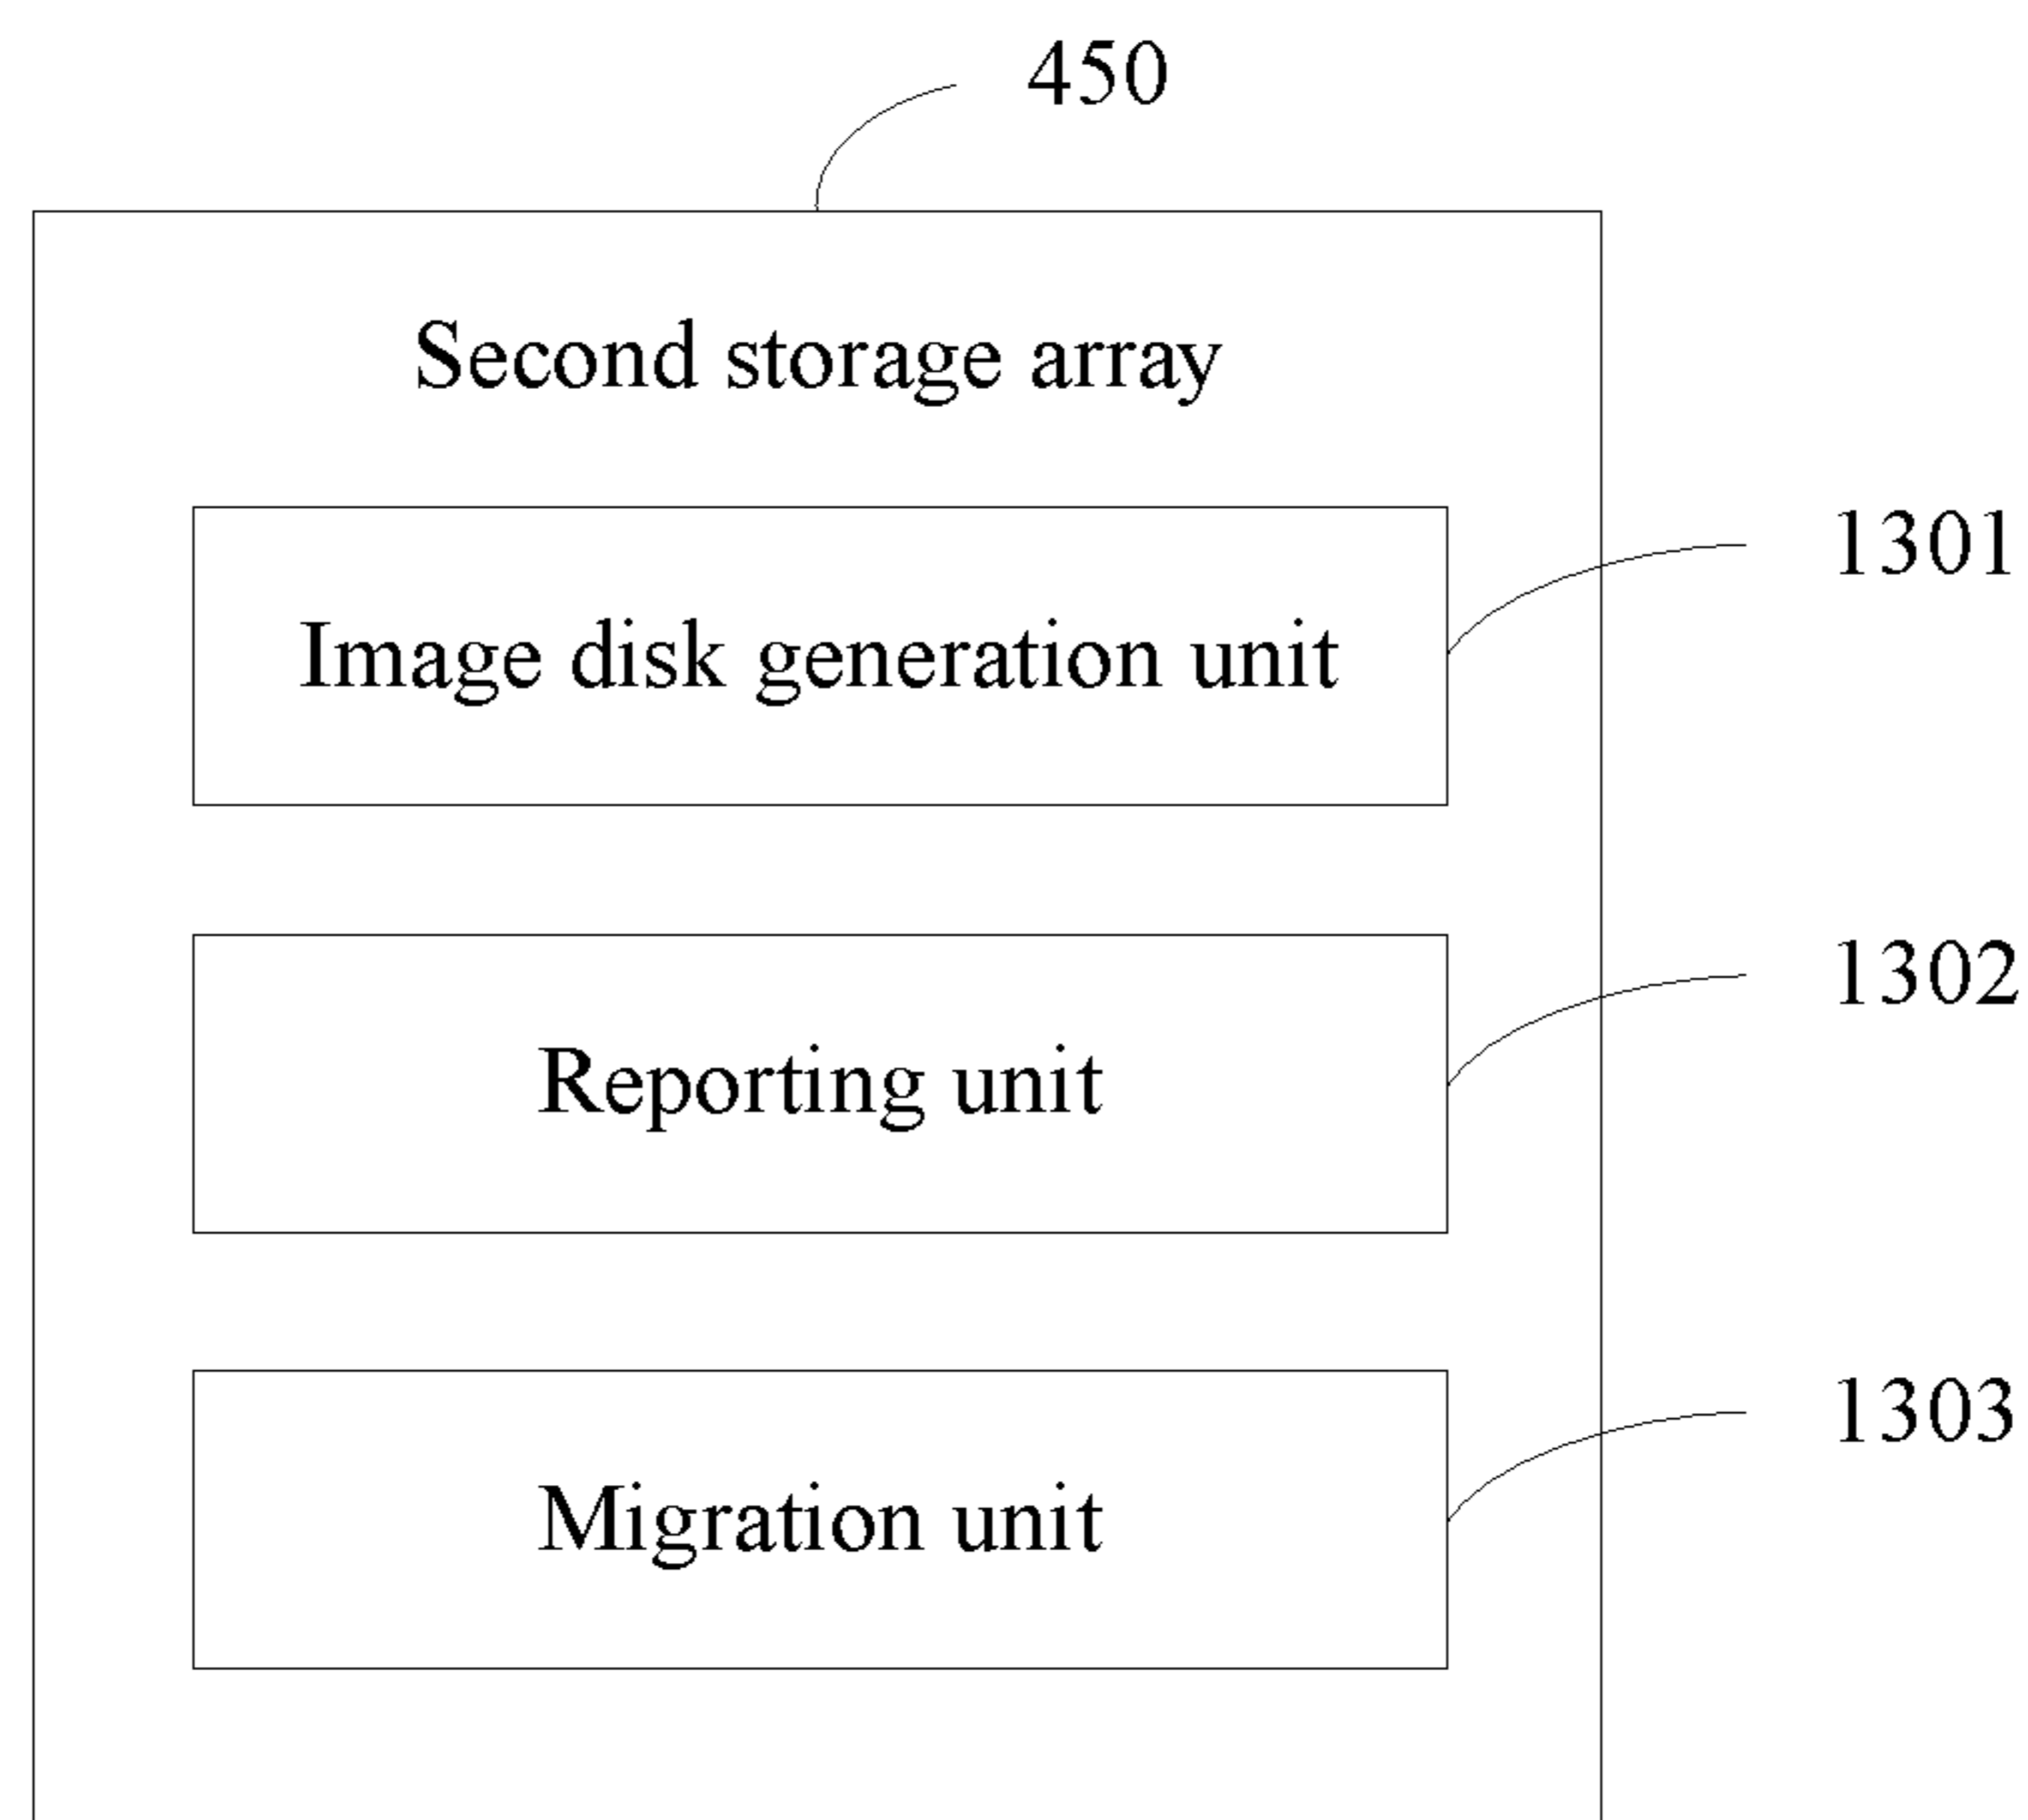 450
Second storage array
1301
Image disk generation unit
1302
Reporting unit
1303
Migration unit